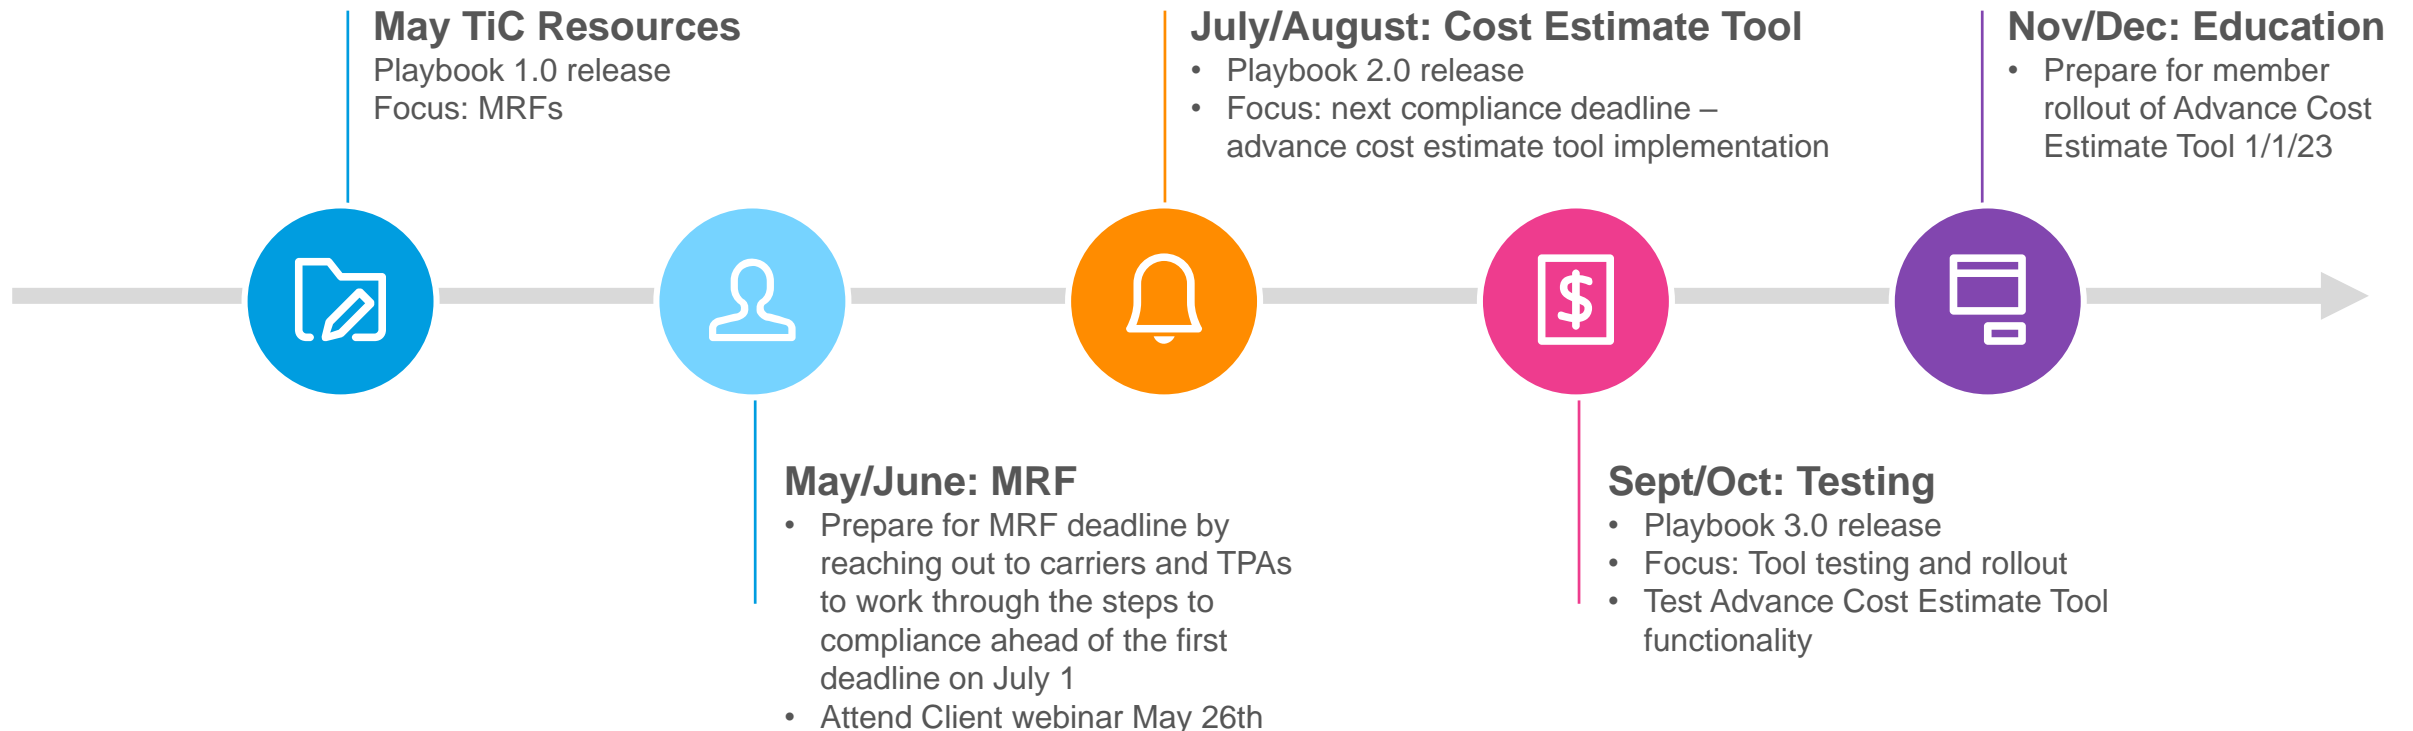 May TiC Resources
Playbook 1.0 release
Focus: MRFs
May/June: MRF
• Prepare for MRF deadline by
reaching out to carriers and TPAs
to work through the steps to
compliance ahead of the first
deadline on July 1
• Attend Client webinar May 26th
July/August: Cost Estimate Tool
• Playbook 2.0 release
• Focus: next compliance deadline –
advance cost estimate tool implementation
$
Sept/Oct: Testing
• Playbook 3.0 release
• Focus: Tool testing and rollout
• Test Advance Cost Estimate Tool
functionality
Nov/Dec: Education
• Prepare for member
rollout of Advance Cost
Estimate Tool 1/1/23